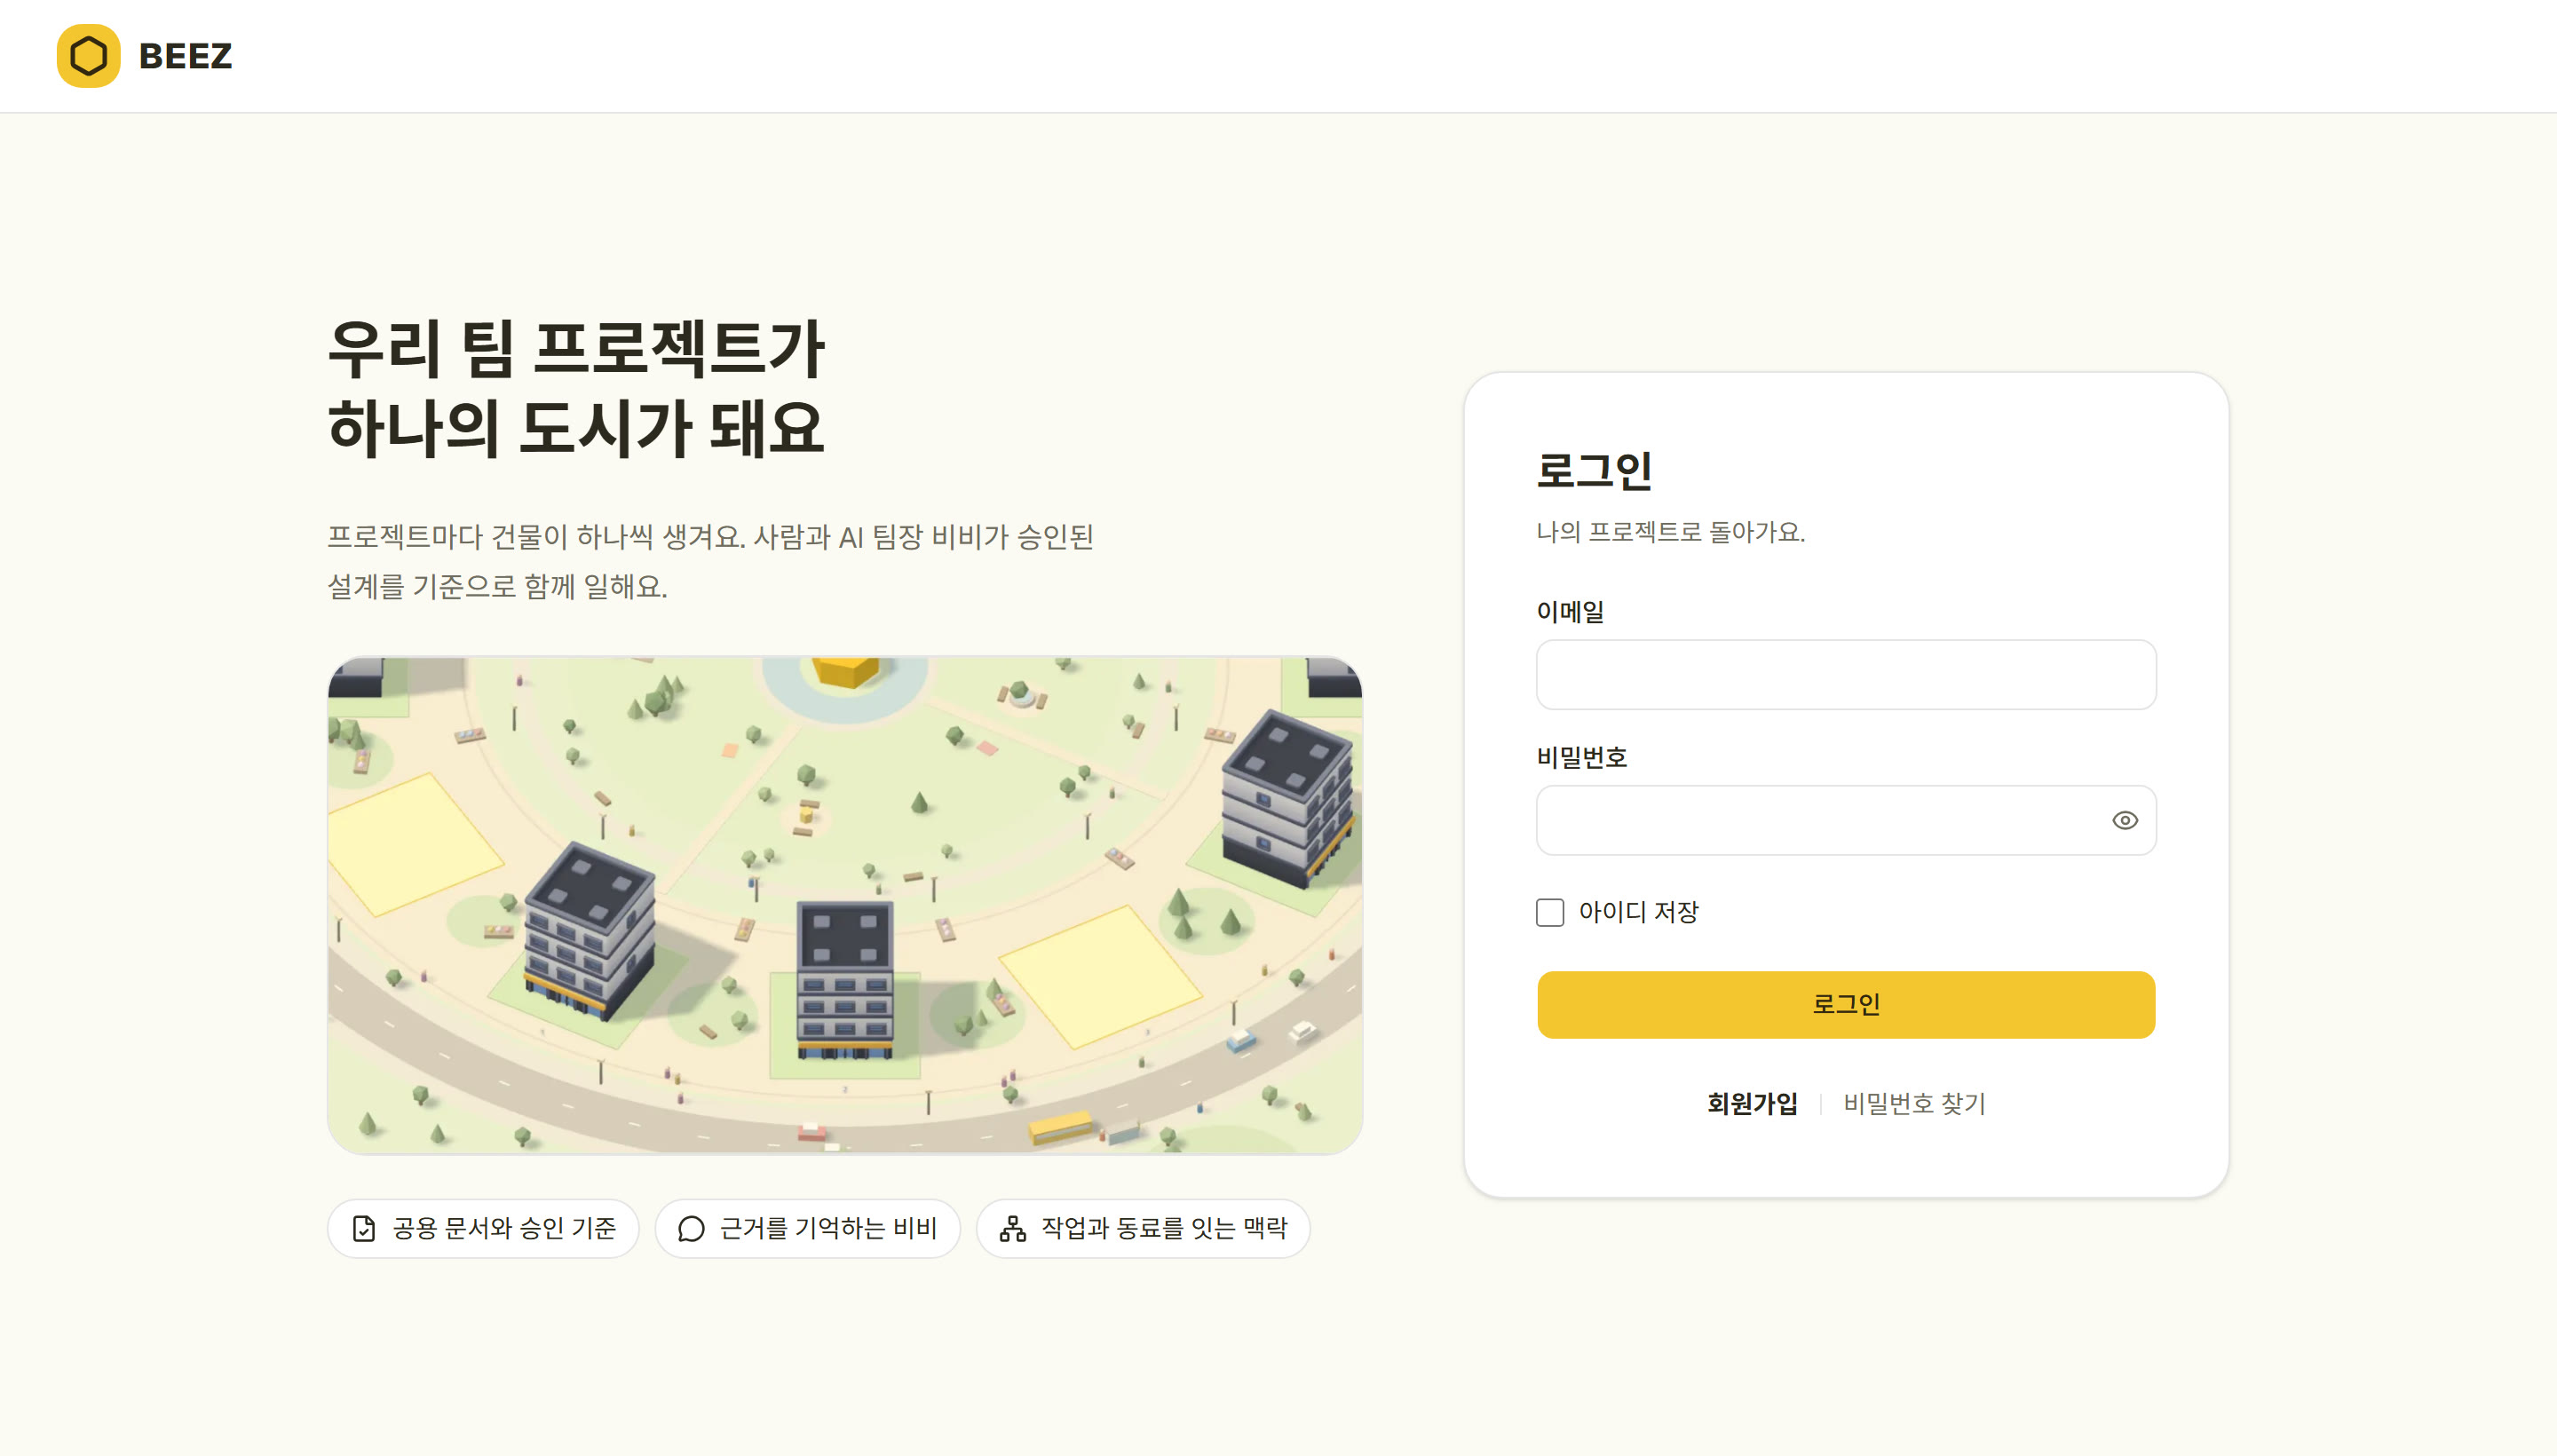 BEEZ
우리 팀 프로젝트가
하나의 도시가 돼요
프로젝트마다 건물이 하나씩 생겨요. 사람과 AI 팀장 비비가 승인된
설계를 기준으로 함께 일해요.
공용 문서와 승인 기준
근거를 기억하는 비비
작업과 동료를 잇는 맥락
로그인
나의 프로젝트로 돌아가요.
이메일
비밀번호
아이디 저장
로그인
회원가입
비밀번호 찾기